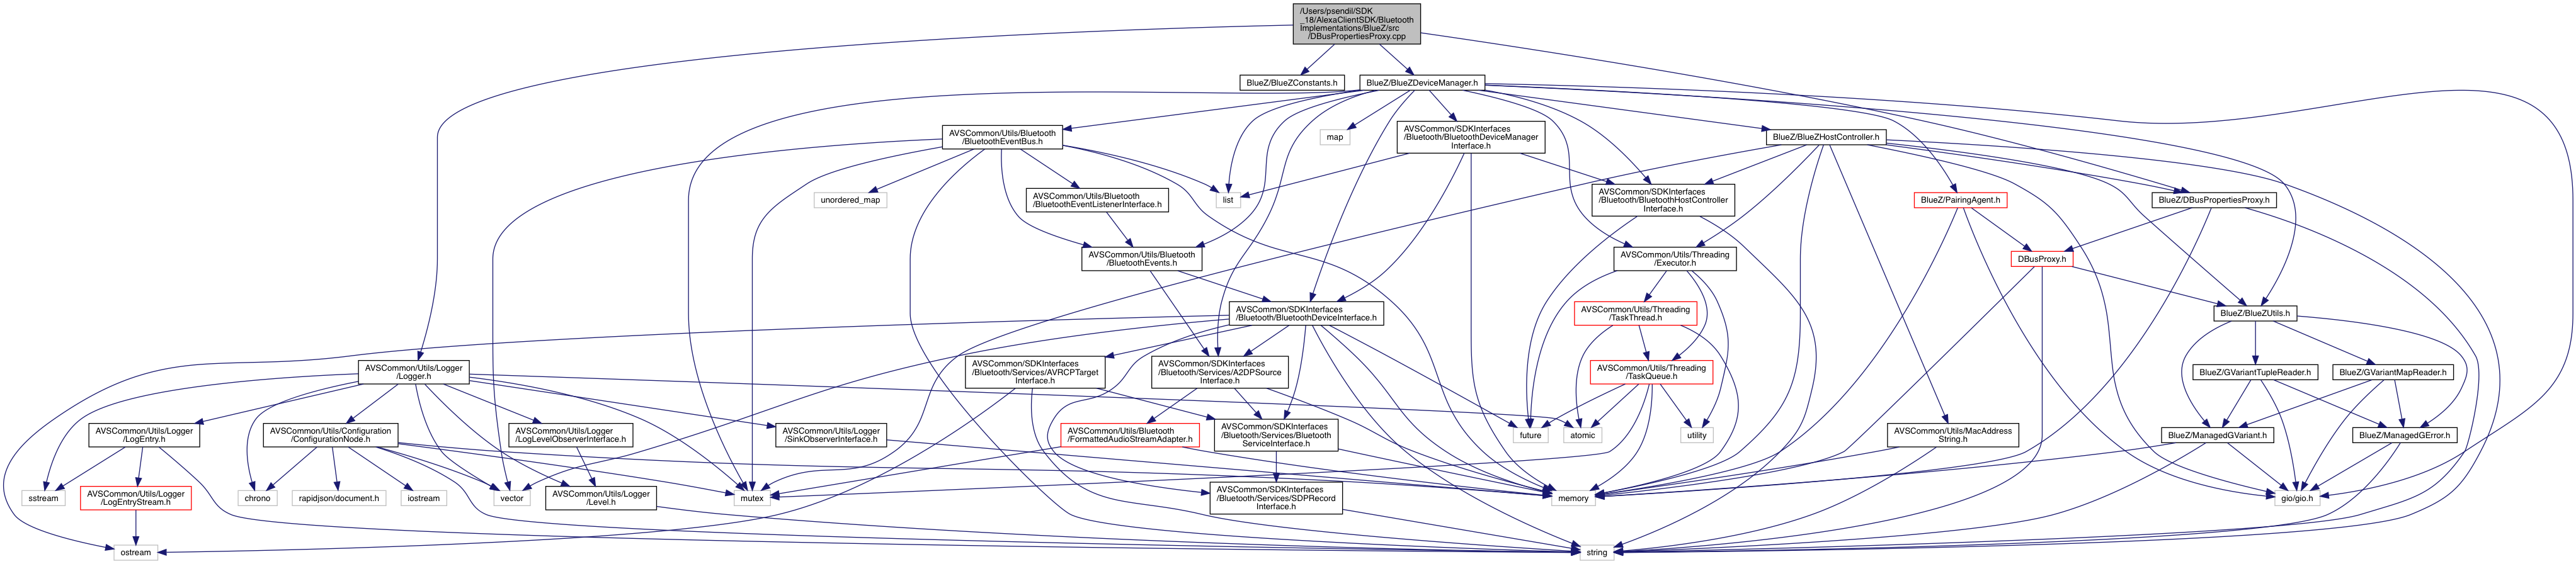 /Users/psendil/SDK
_18/AlexaClientSDK/Bluetooth
Implementations/BlueZ/src
/DBusPropertiesProxy.cpp
BlueZ/BlueZConstants.h
BlueZ/BlueZDeviceManager.h
AVSCommon/Utils/Bluetooth
/BluetoothEventBus.h
map
AVSCommon/SDKInterfaces
/Bluetooth/BluetoothDeviceManager
Interface.h
BlueZ/BlueZHostController.h
unordered_map
AVSCommon/Utils/Bluetooth
/BluetoothEventListenerInterface.h
list
AVSCommon/SDKInterfaces
/Bluetooth/BluetoothHostController
Interface.h
BlueZ/PairingAgent.h
BlueZ/DBusPropertiesProxy.h
AVSCommon/Utils/Bluetooth
/BluetoothEvents.h
AVSCommon/Utils/Threading
/Executor.h
DBusProxy.h
AVSCommon/SDKInterfaces
/Bluetooth/BluetoothDeviceInterface.h
AVSCommon/Utils/Threading
/TaskThread.h
BlueZ/BlueZUtils.h
AVSCommon/Utils/Logger
/Logger.h
AVSCommon/SDKInterfaces
/Bluetooth/Services/AVRCPTarget
Interface.h
AVSCommon/SDKInterfaces
/Bluetooth/Services/A2DPSource
Interface.h
AVSCommon/Utils/Threading
/TaskQueue.h
BlueZ/GVariantTupleReader.h
BlueZ/GVariantMapReader.h
AVSCommon/Utils/Logger
/LogEntry.h
AVSCommon/Utils/Configuration
/ConfigurationNode.h
AVSCommon/Utils/Logger
/LogLevelObserverInterface.h
AVSCommon/Utils/Logger
/SinkObserverInterface.h
AVSCommon/Utils/Bluetooth
/FormattedAudioStreamAdapter.h
AVSCommon/SDKInterfaces
/Bluetooth/Services/Bluetooth
ServiceInterface.h
future
atomic
utility
AVSCommon/Utils/MacAddress
String.h
BlueZ/ManagedGVariant.h
BlueZ/ManagedGError.h
sstream
AVSCommon/Utils/Logger
/LogEntryStream.h
chrono
rapidjson/document.h
iostream
vector
AVSCommon/Utils/Logger
/Level.h
mutex
AVSCommon/SDKInterfaces
/Bluetooth/Services/SDPRecord
Interface.h
memory
gio/gio.h
ostream
string